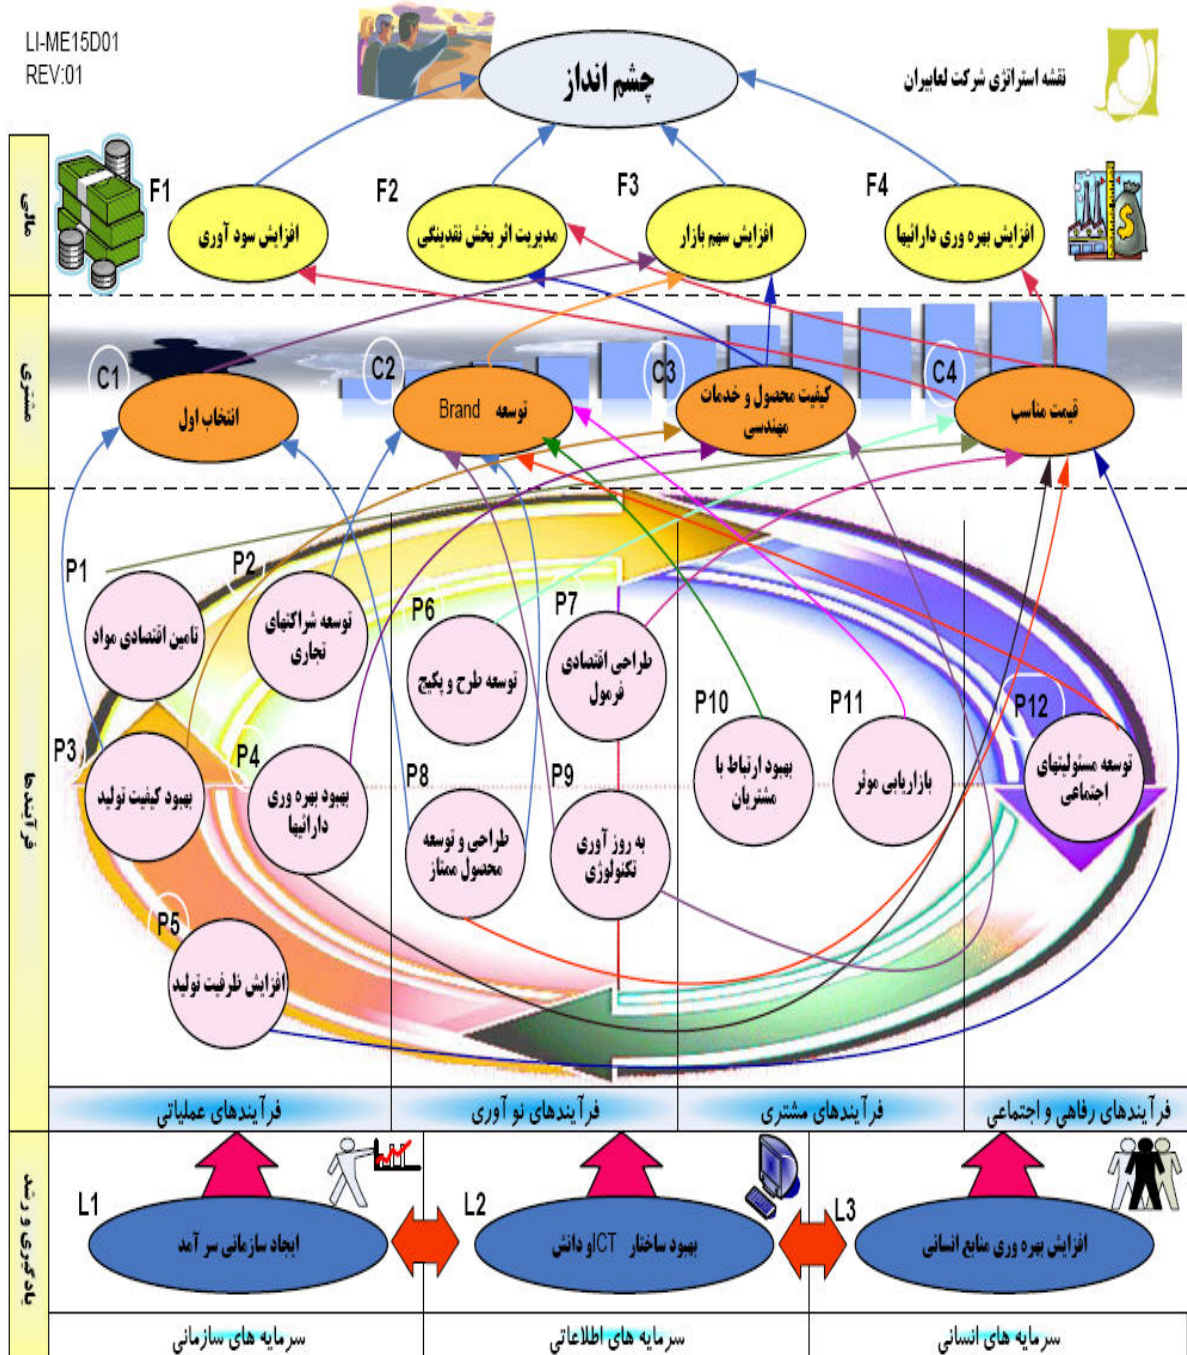 LI-ME15D01
REV:01
نقشه استراتژی شرکت لعابیران
چشم انداز
مالی
F1
افزایش سود آوری
F2
مدیریت اثر بخش نقدینگی
F3
افزایش سهم بازار
F4
افزایش بهره وری دارائیها
مشتری
C1
انتخاب اول
C2
توسعه Brand
C3
کیفیت محصول و خدمات
مهندسی
C4
قیمت مناسب
فرآیندها
P1
تامین اقتصادی مواد
P2
توسعه شراکتهای
تجاری
P3
بهبود کیفیت تولید
P4
بهبود بهره وری
دارائیها
P5
افزایش ظرفیت تولید
P6
توسعه طرح و پکیج
P7
طراحی اقتصادی
فرمول
P8
طراحی و توسعه
محصول ممتاز
P9
به روز آوری
تکنولوژی
P10
بهبود ارتباط با
مشتریان
P11
بازاریابی موثر
P12
توسعه مسئولیتهای
اجتماعی
فرآیندهای عملیاتی
فرآیندهای نو آوری
فرآیندهای مشتری
فرآیندهای رفاهی و اجتماعی
یادگیری و رشد
L1
ایجاد سازمانی سر آمد
L2
بهبود ساختار ICT و دانش
L3
افزایش بهره وری منابع انسانی
سرمایه های سازمانی
سرمایه های اطلاعاتی
سرمایه های انسانی